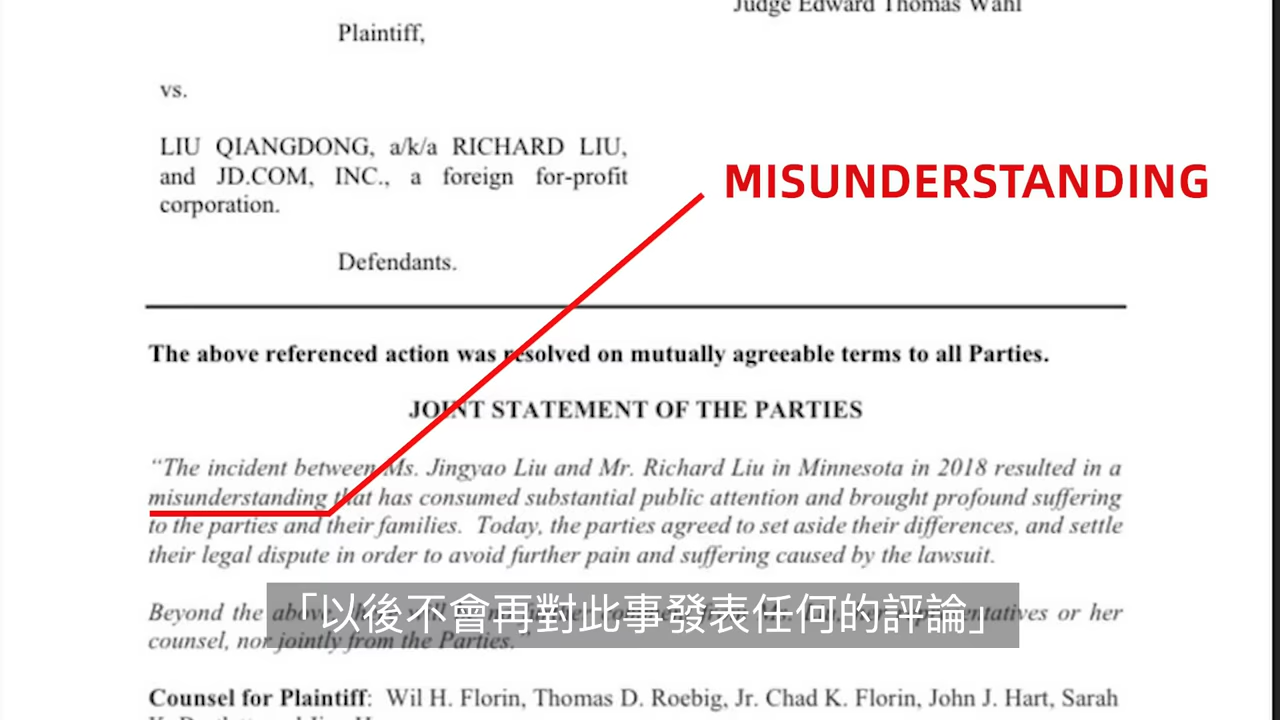 Judge Edward Thomas Wahl
Plaintiff,
vs.
LIU QIANGDONG, a/k/a RICHARD LIU,
and JD.COM, INC., a foreign for-profit
corporation.
MISUNDERSTANDING
Defendants.
The above referenced action was resolved on mutually agreeable terms to all Parties.
JOINT STATEMENT OF THE PARTIES
“The incident between Ms. Jingyao Liu and Mr. Richard Liu in Minnesota in 2018 resulted in a
misunderstanding that has consumed substantial public attention and brought profound suffering
to the parties and their families. Today, the parties agreed to set aside their differences, and settle
their legal dispute in order to avoid further pain and suffering caused by the lawsuit.
Beyond the above, or her
counsel, nor jointly from the Parties.”
「以後不會再對此事發表任何的評論」
Counsel for Plaintiff: Wil H. Florin, Thomas D. Roebig, Jr. Chad K. Florin, John J. Hart, Sarah